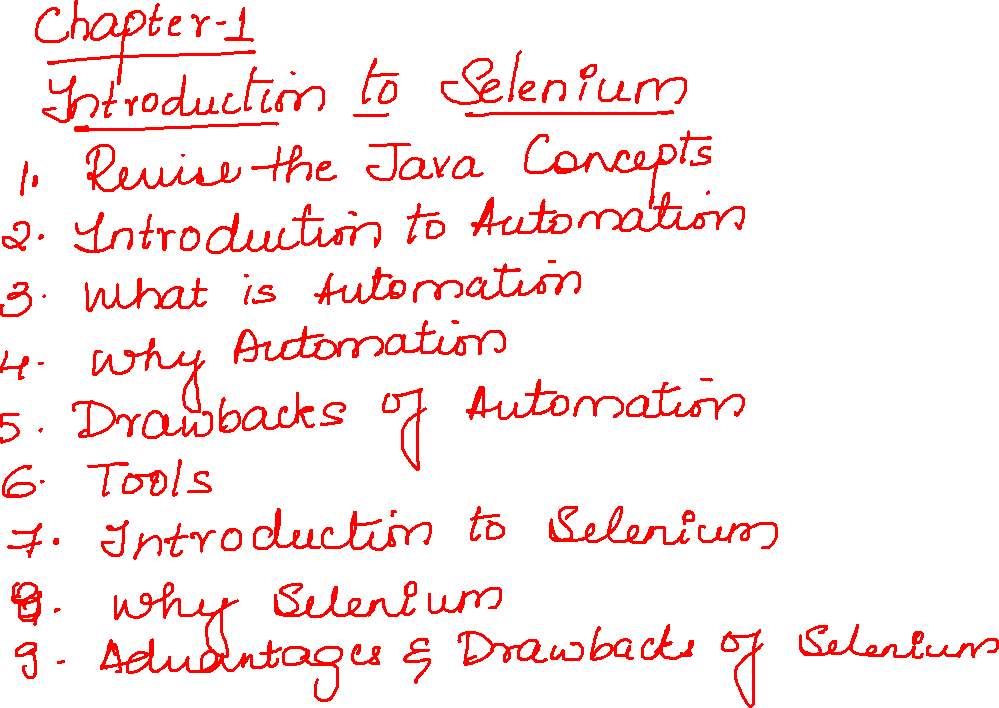 Chapter-1
Introduction to Selenium
1. Revise the Java Concepts
2. Introduction to Automation
3. What is Automation
4. Why Automation
5. Drawbacks of Automation
6. Tools
7. Introduction to Selenium
8. Why Selenium
9. Advantages & Drawbacks of Selenium